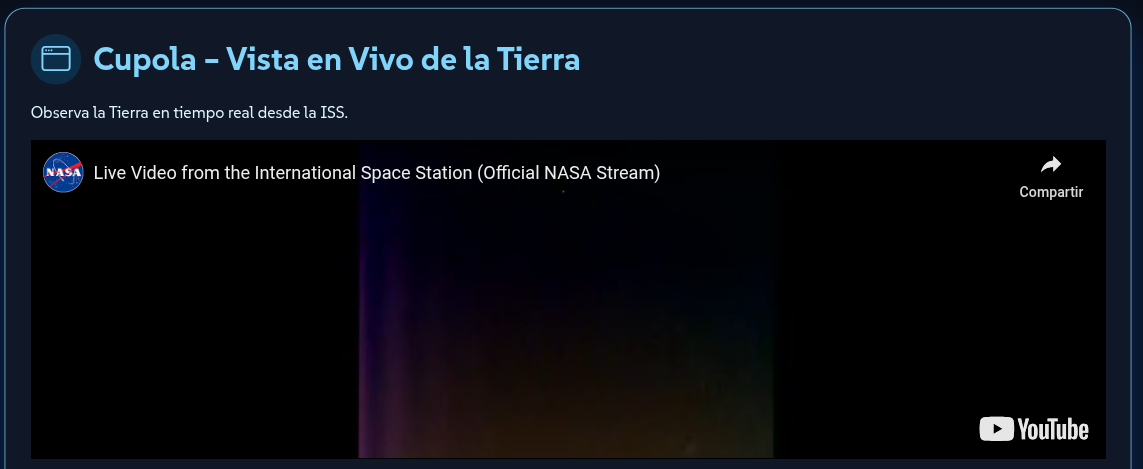 Cupola – Vista en Vivo de la Tierra
Observa la Tierra en tiempo real desde la ISS.
NASA
Live Video from the International Space Station (Official NASA Stream)
Compartir
YouTube